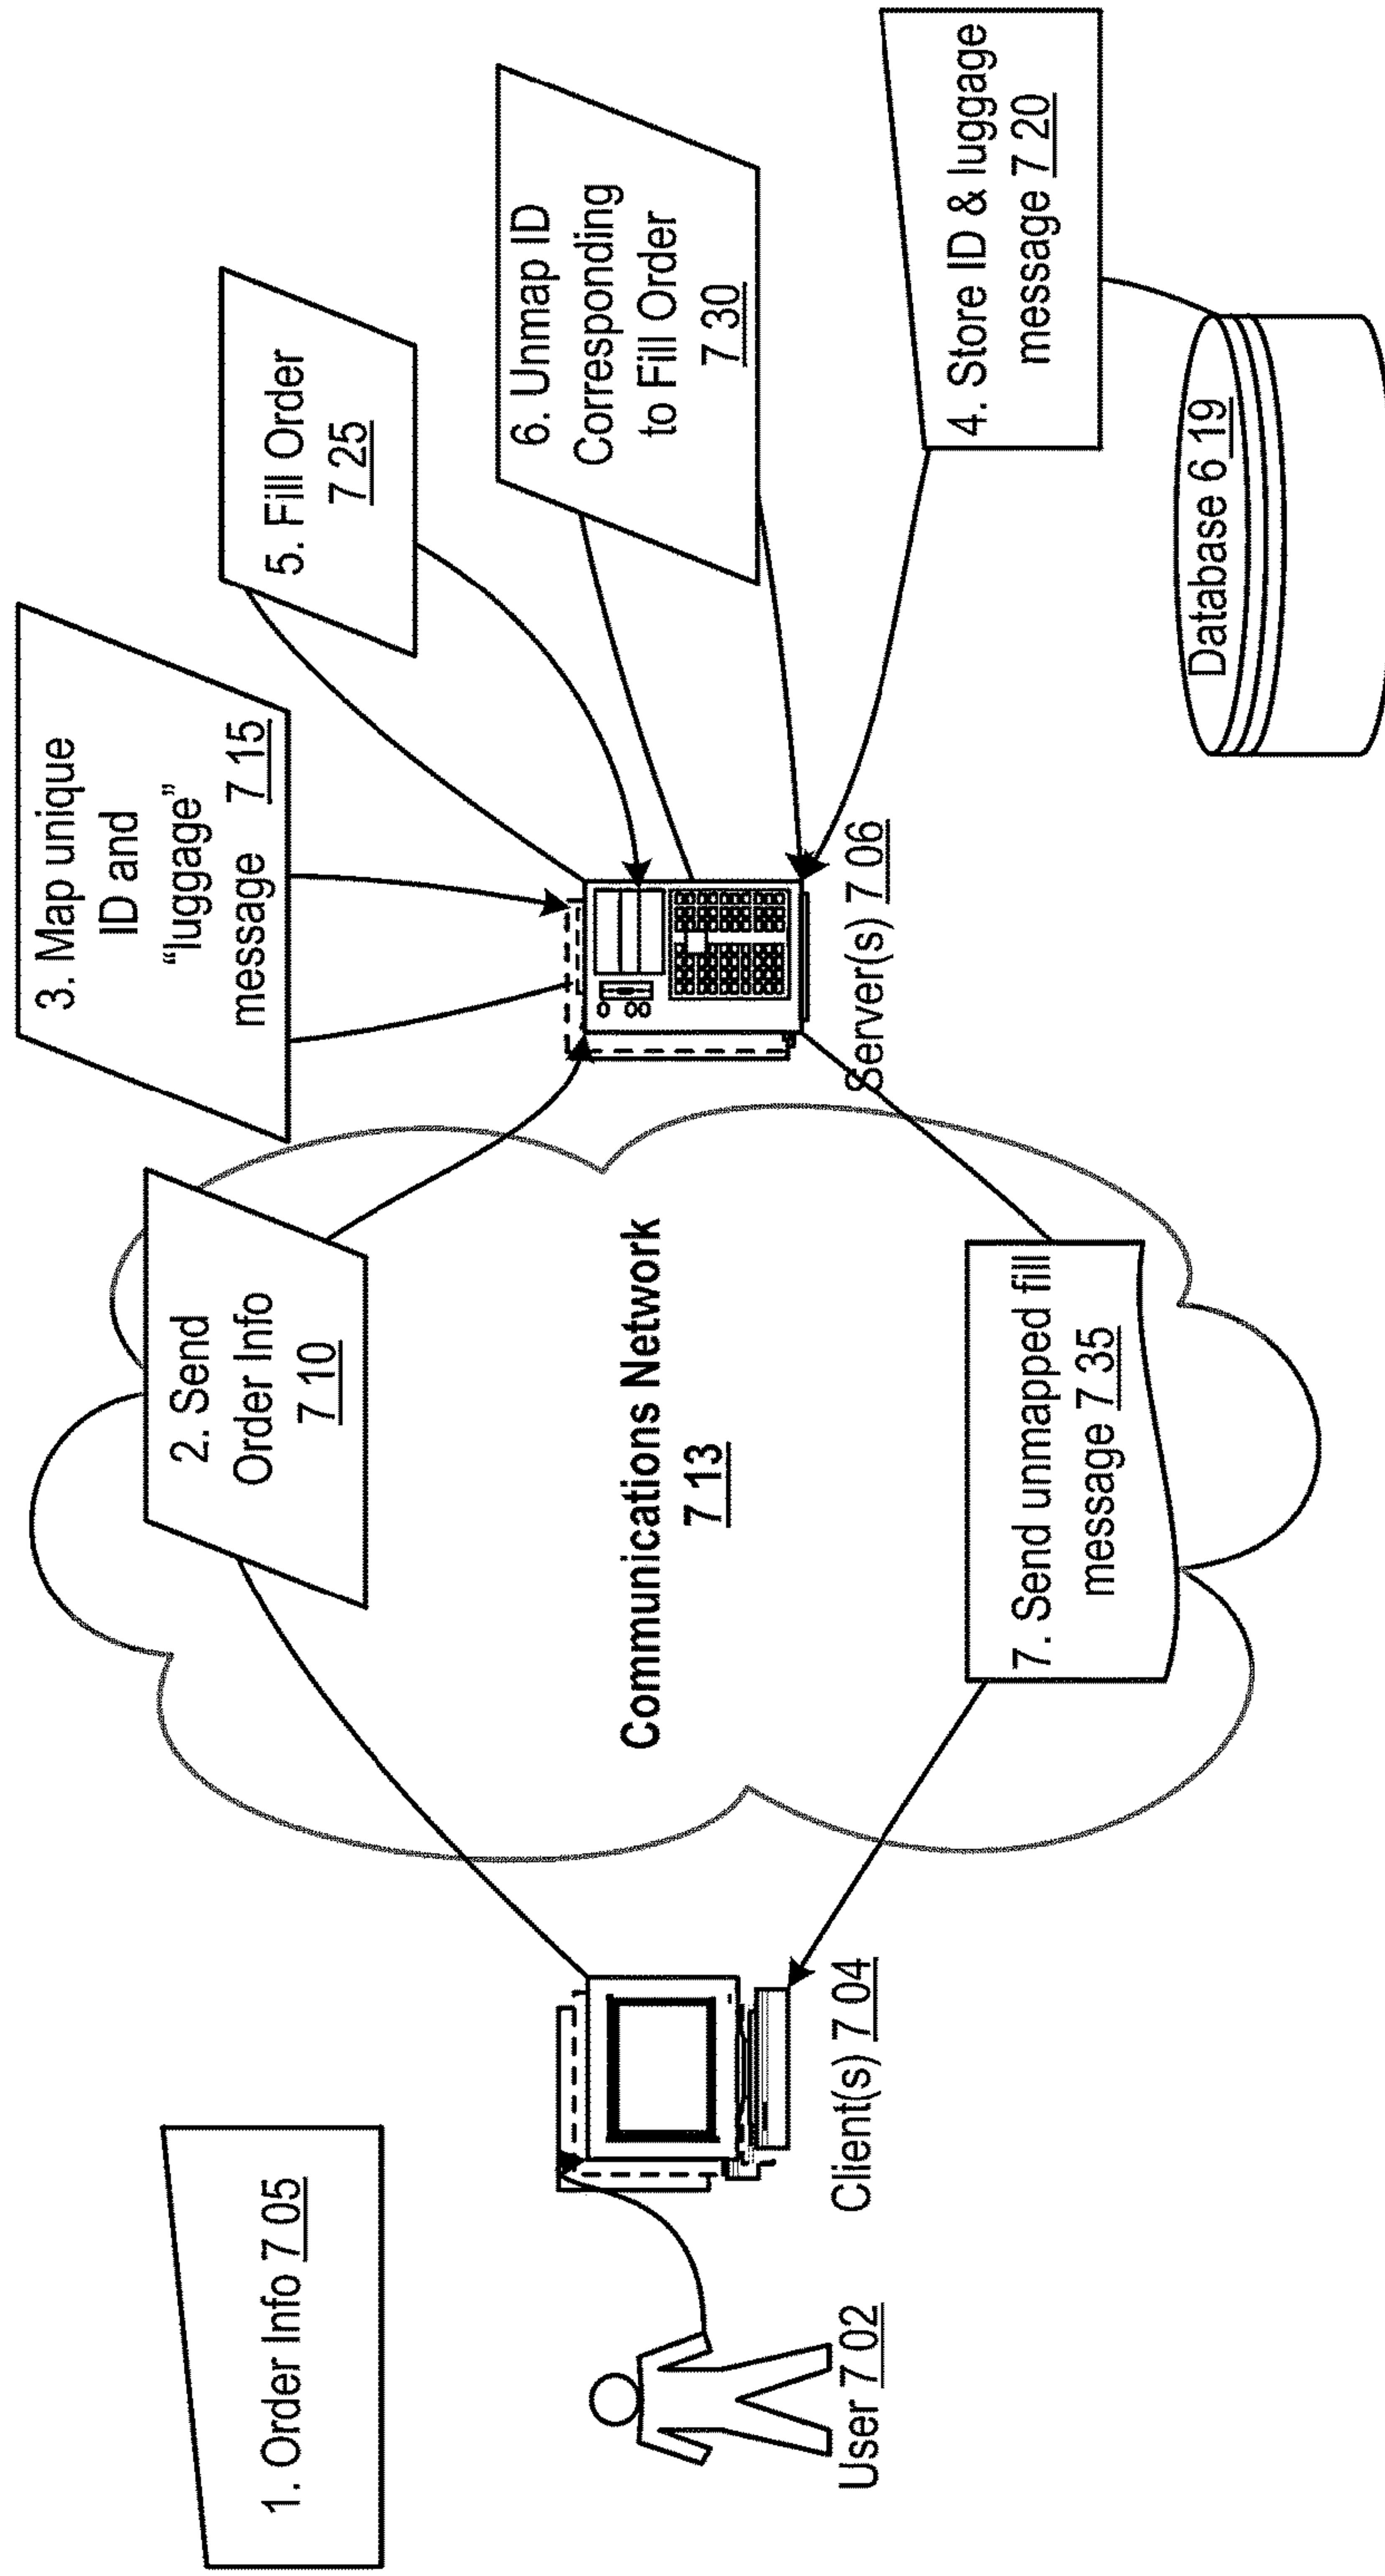 1. Order Info 7 05
User 7 02
Client(s) 7 04
2. Send
Order Info
7 10
Communications Network
7 13
7. Send unmapped fill
message 7 35
3. Map unique
ID and
“luggage”
message 7 15
Server(s) 7 06
5. Fill Order
7 25
6. Unmap ID
Corresponding
to Fill Order
7 30
4. Store ID & luggage
message 7 20
Database 6 19